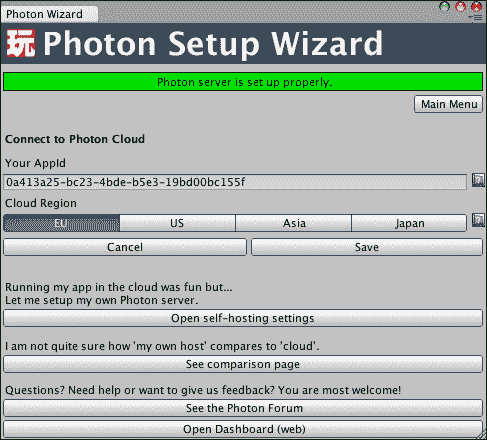 Photon Wizard
玩 Photon Setup Wizard
Photon server is set up properly.
Main Menu
Connect to Photon Cloud
Your AppId
0a413a25-bc23-4bde-b5e3-19bd00bc155f
Cloud Region
EU US Asia Japan
Cancel Save
Running my app in the cloud was fun but...
Let me setup my own Photon server.
Open self-hosting settings
I am not quite sure how 'my own host' compares to 'cloud'.
See comparison page
Questions? Need help or want to give us feedback? You are most welcome!
See the Photon Forum
Open Dashboard (web)